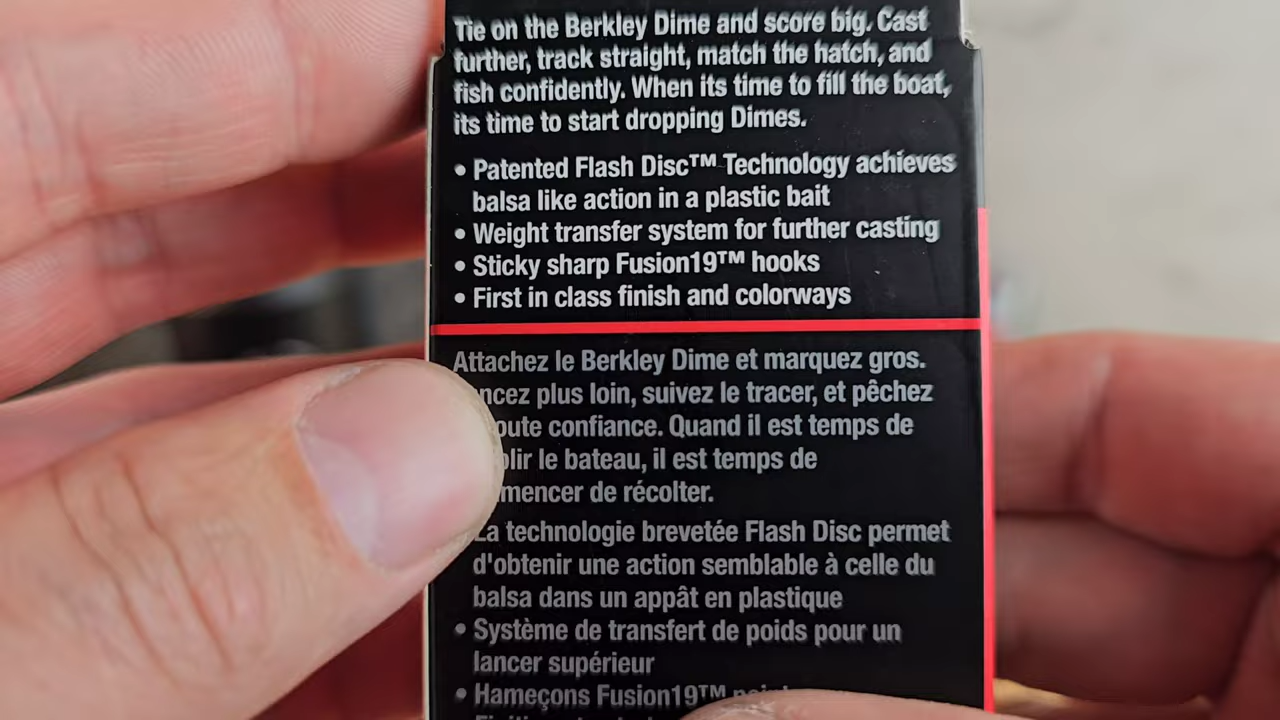 Tie on the Berkley Dime and score big. Cast
further, track straight, match the hatch, and
fish confidently. When its time to fill the boat,
its time to start dropping Dimes.
• Patented Flash Disc™ Technology achieves
balsa like action in a plastic bait
• Weight transfer system for further casting
• Sticky sharp Fusion19™ hooks
• First in class finish and colorways
Attachez le Berkley Dime et marquez gros.
plus loin, suivez le tracer, et pêchez
confiance. Quand il est temps de
le bateau, il est temps de
de récolter.
La technologie brevetée Flash Disc permet
d'obtenir une action semblable à celle du
balsa dans un appât en plastique
• Système de transfert de poids pour un
lancer supérieur
• Hameçons Fusion19™